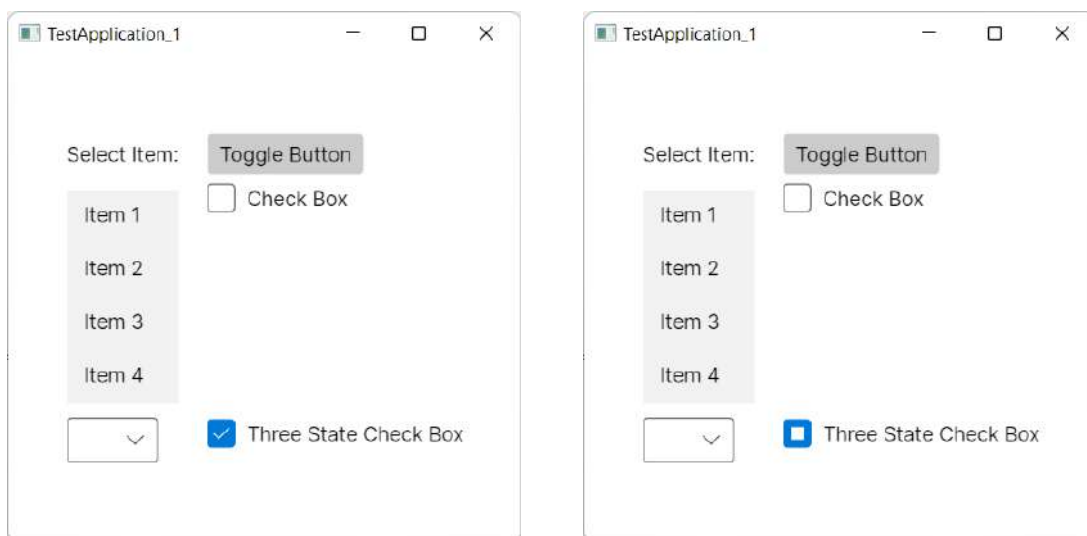 TestApplication_1
Select Item:
Toggle Button
Check Box
Item 1
Item 2
Item 3
Item 4
Three State Check Box
TestApplication_1
Select Item:
Toggle Button
Check Box
Item 1
Item 2
Item 3
Item 4
Three State Check Box